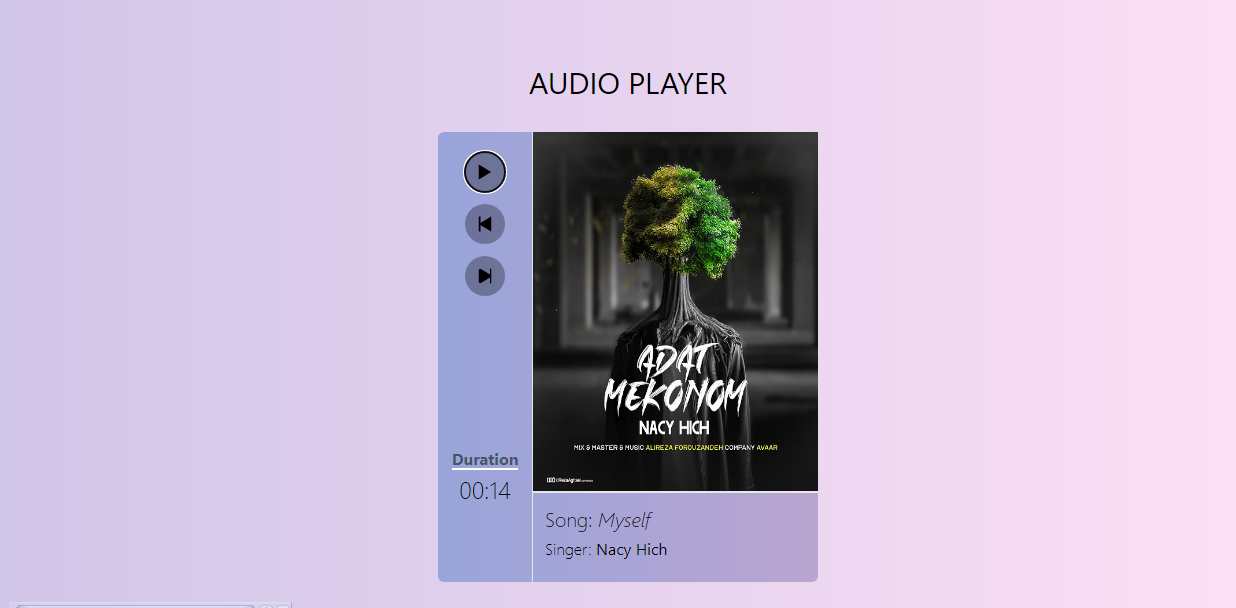 AUDIO PLAYER
ADAT
MEKONOM
NACY HICH
MIX & MASTER & MUSIC ALIREZA FOROUZANDEH COMPANY AVAAR
Duration
00:14
Song: Myself
Singer: Nacy Hich